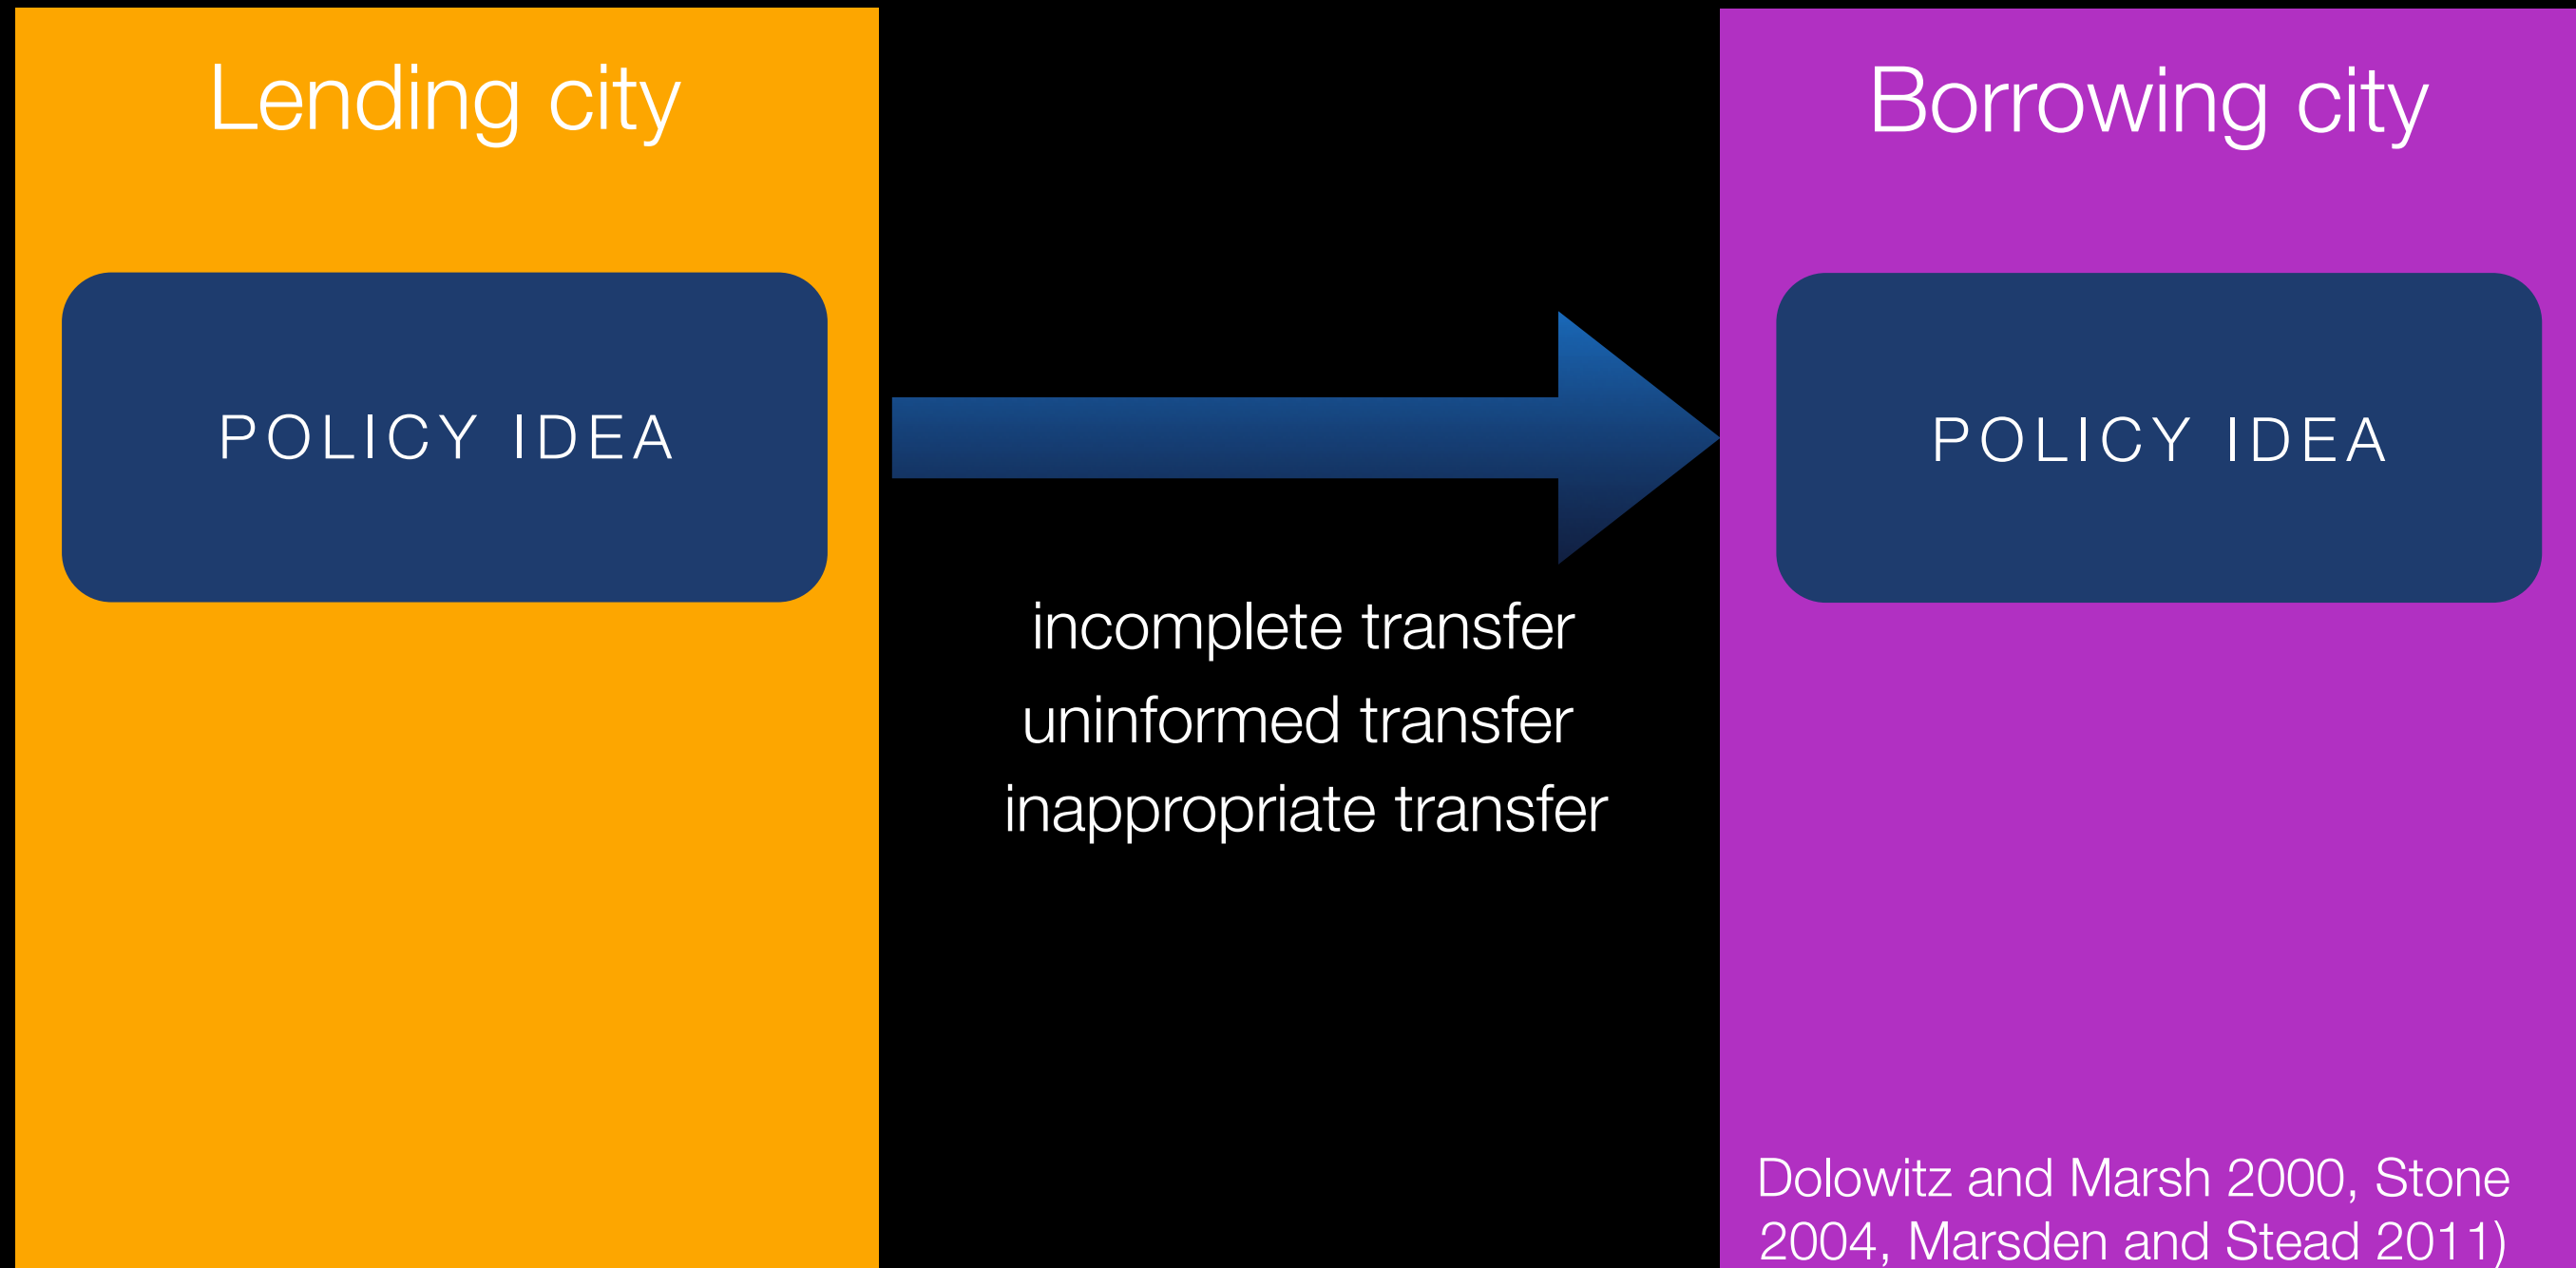 Lending city
POLICY IDEA
incomplete transfer
uninformed transfer
inappropriate transfer
Borrowing city
POLICY IDEA
Dolowitz and Marsh 2000, Stone
2004, Marsden and Stead 2011)